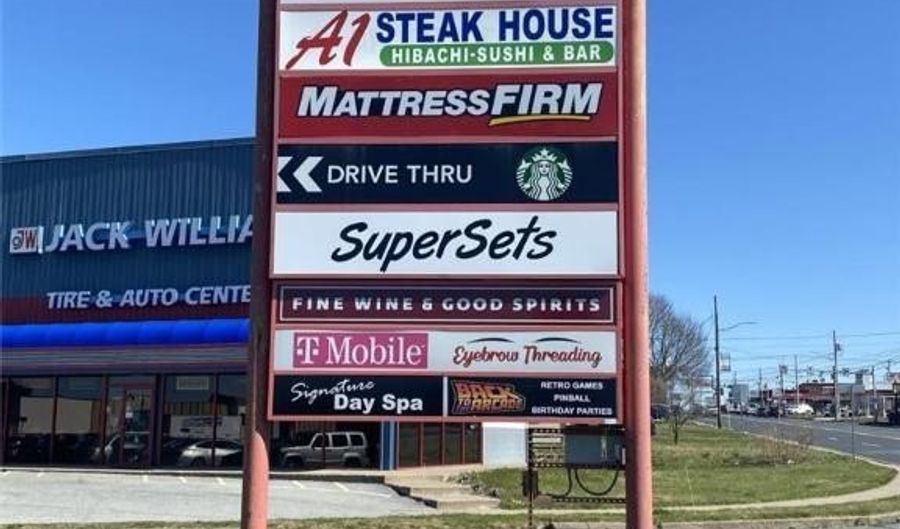 A1 STEAK HOUSE
HIBACHI-SUSHI & BAR
MATTRESSFIRM
DRIVE THRU
SuperSets
FINE WINE & GOOD SPIRITS
T Mobile
Eyebrow Threading
Signature
Day Spa
BACK
TO ARCADE
RETRO GAMES
PINBALL
BIRTHDAY PARTIES
JW JACK WILLIA
TIRE & AUTO CENTE